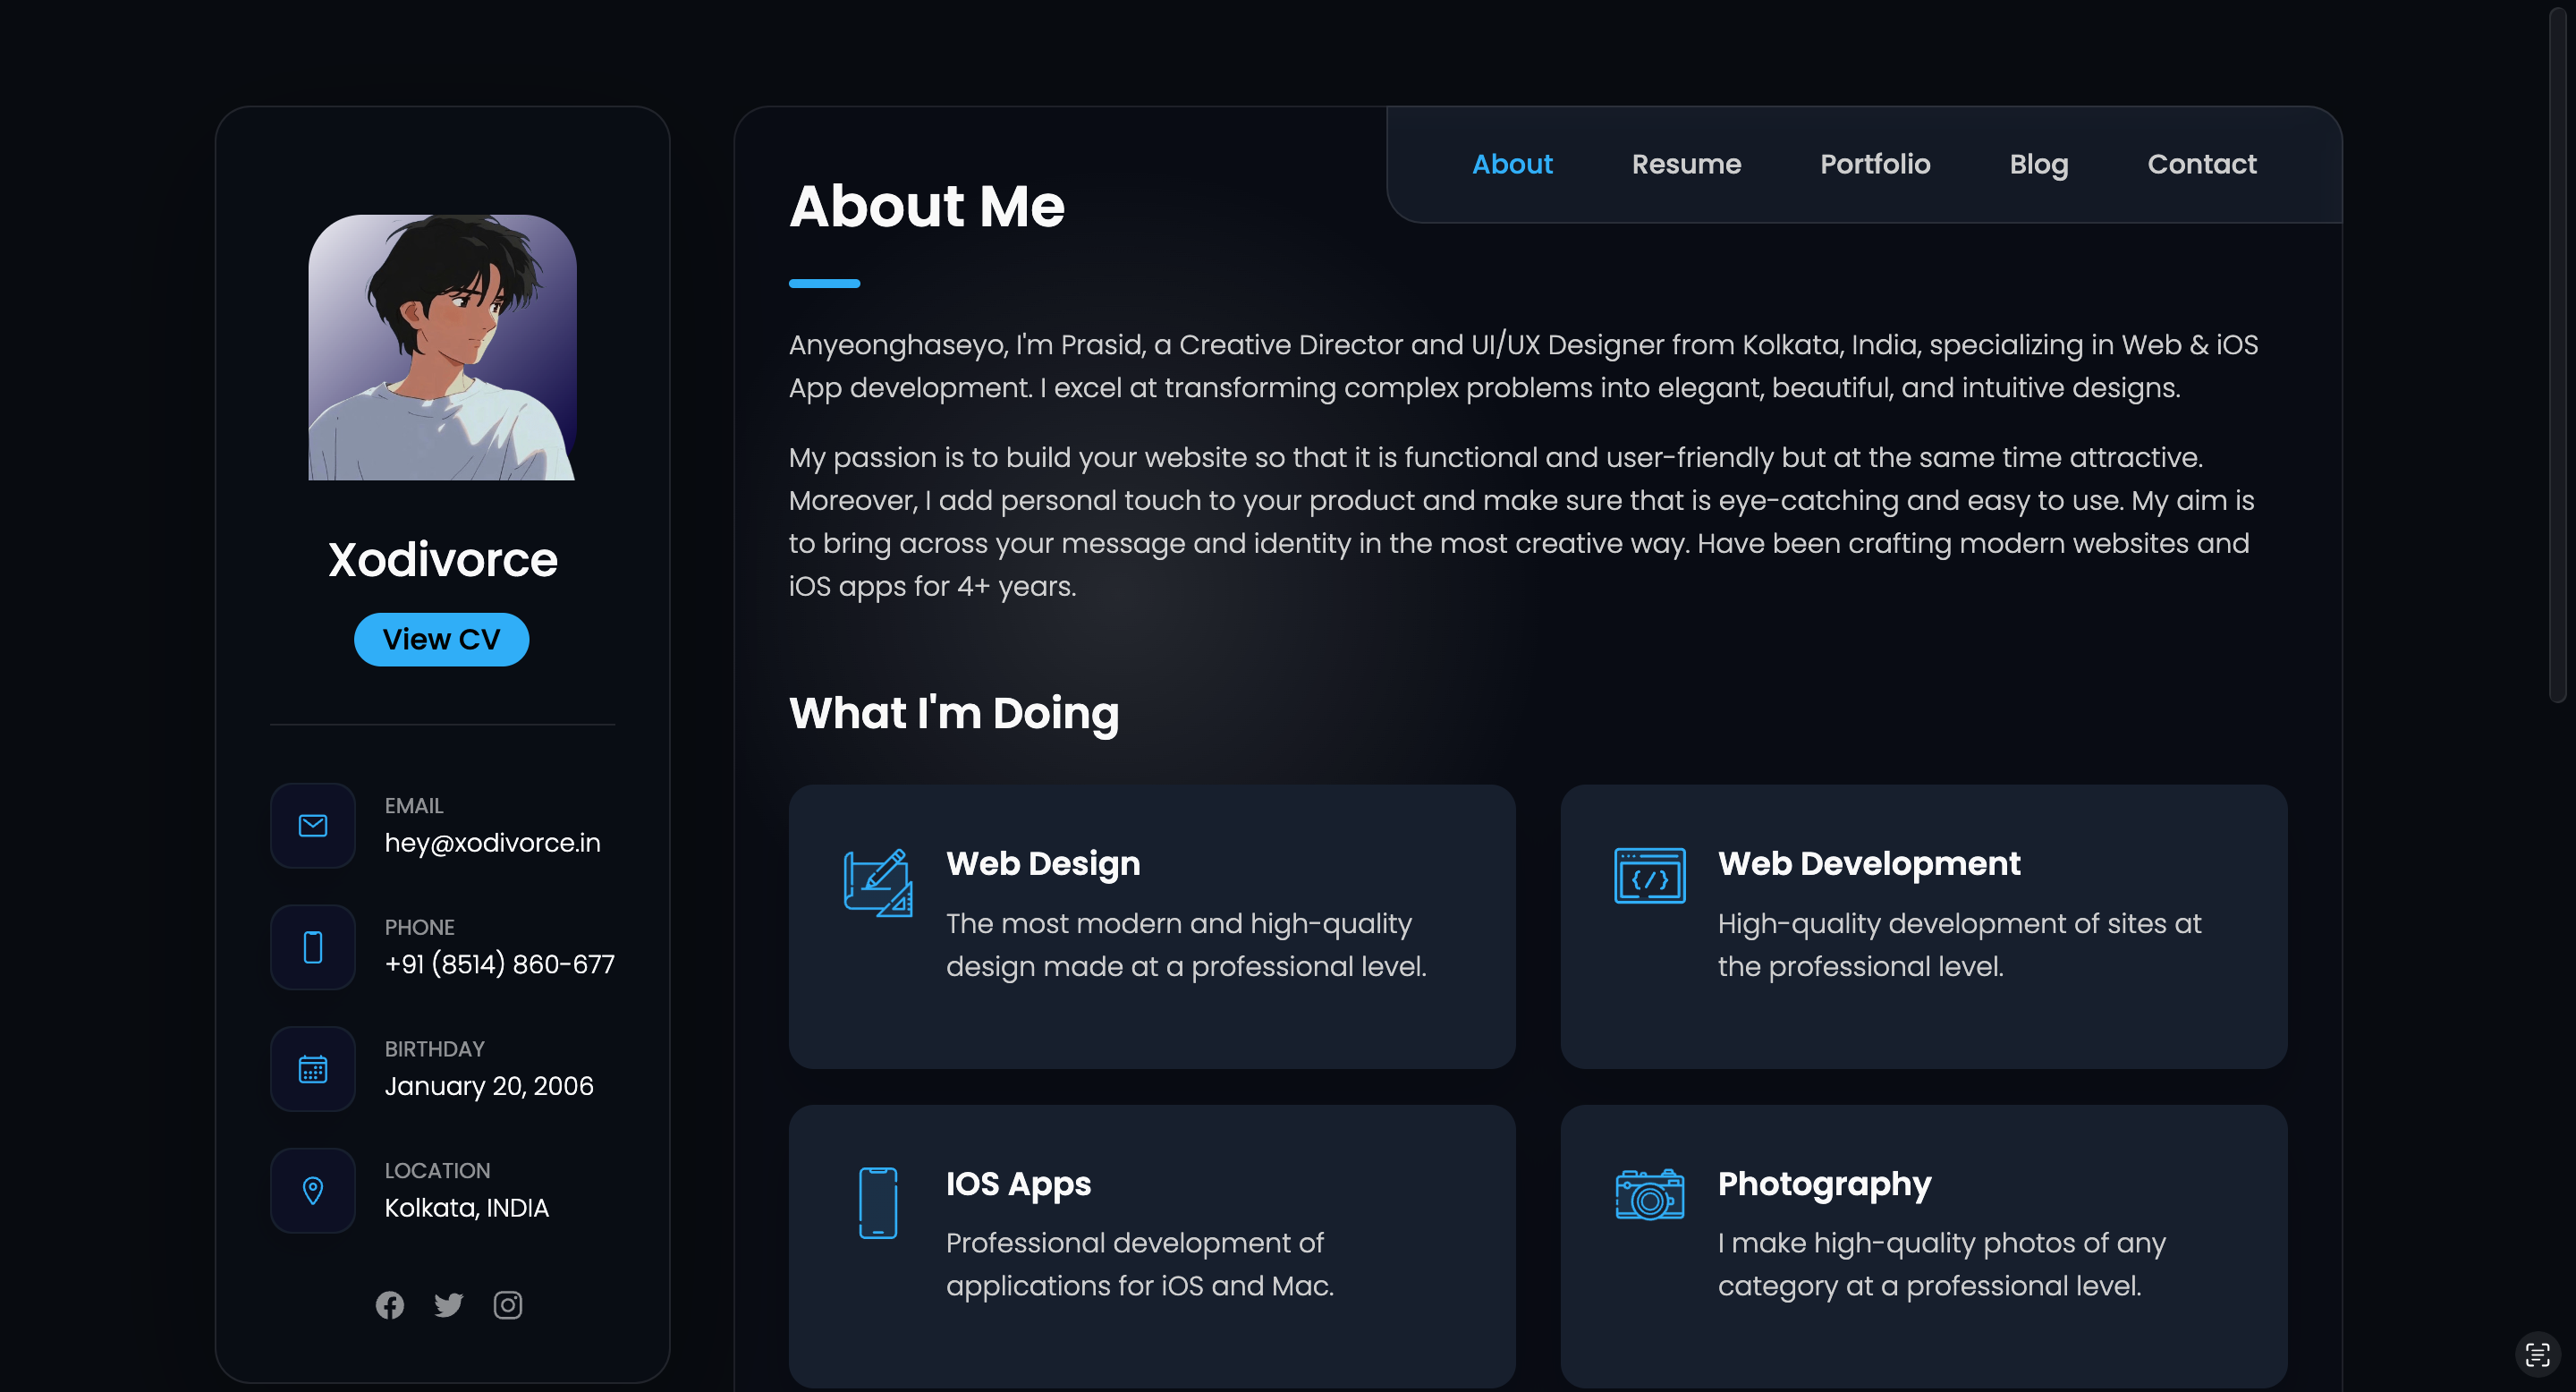 Xodivorce
View CV
EMAIL
hey@xodivorce.in
PHONE
+91 (8514) 860-677
BIRTHDAY
January 20, 2006
LOCATION
Kolkata, INDIA
About
Resume
Portfolio
Blog
Contact
About Me
Anyeonghaseyo, I'm Prasid, a Creative Director and UI/UX Designer from Kolkata, India, specializing in Web & iOS
App development. I excel at transforming complex problems into elegant, beautiful, and intuitive designs.
My passion is to build your website so that it is functional and user-friendly but at the same time attractive.
Moreover, I add personal touch to your product and make sure that is eye-catching and easy to use. My aim is
to bring across your message and identity in the most creative way. Have been crafting modern websites and
iOS apps for 4+ years.
What I'm Doing
Web Design
The most modern and high-quality
design made at a professional level.
Web Development
High-quality development of sites at
the professional level.
IOS Apps
Professional development of
applications for iOS and Mac.
Photography
I make high-quality photos of any
category at a professional level.